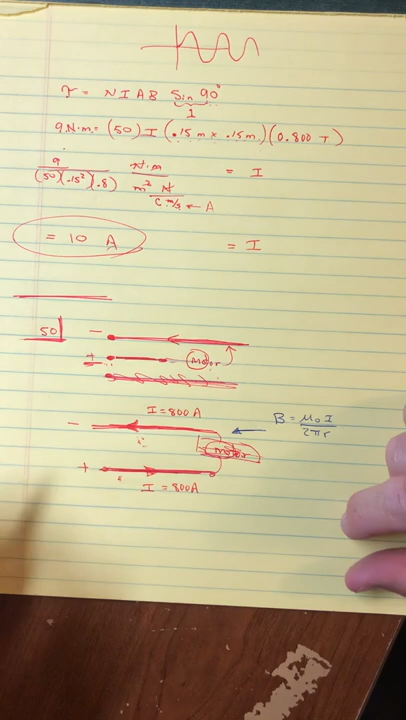 τ = N I A B Sin 90°
1
9 N·m = (50) I (.15 m × .15 m)(0.800 T)
9 / (50)(.15²)(.8) N·m / m² N / C m/s ← A = I
= 10 A = I
50
−
+ motor
I = 800 A
− B = μ₀ I / 2πr
motor
+
I = 800 A